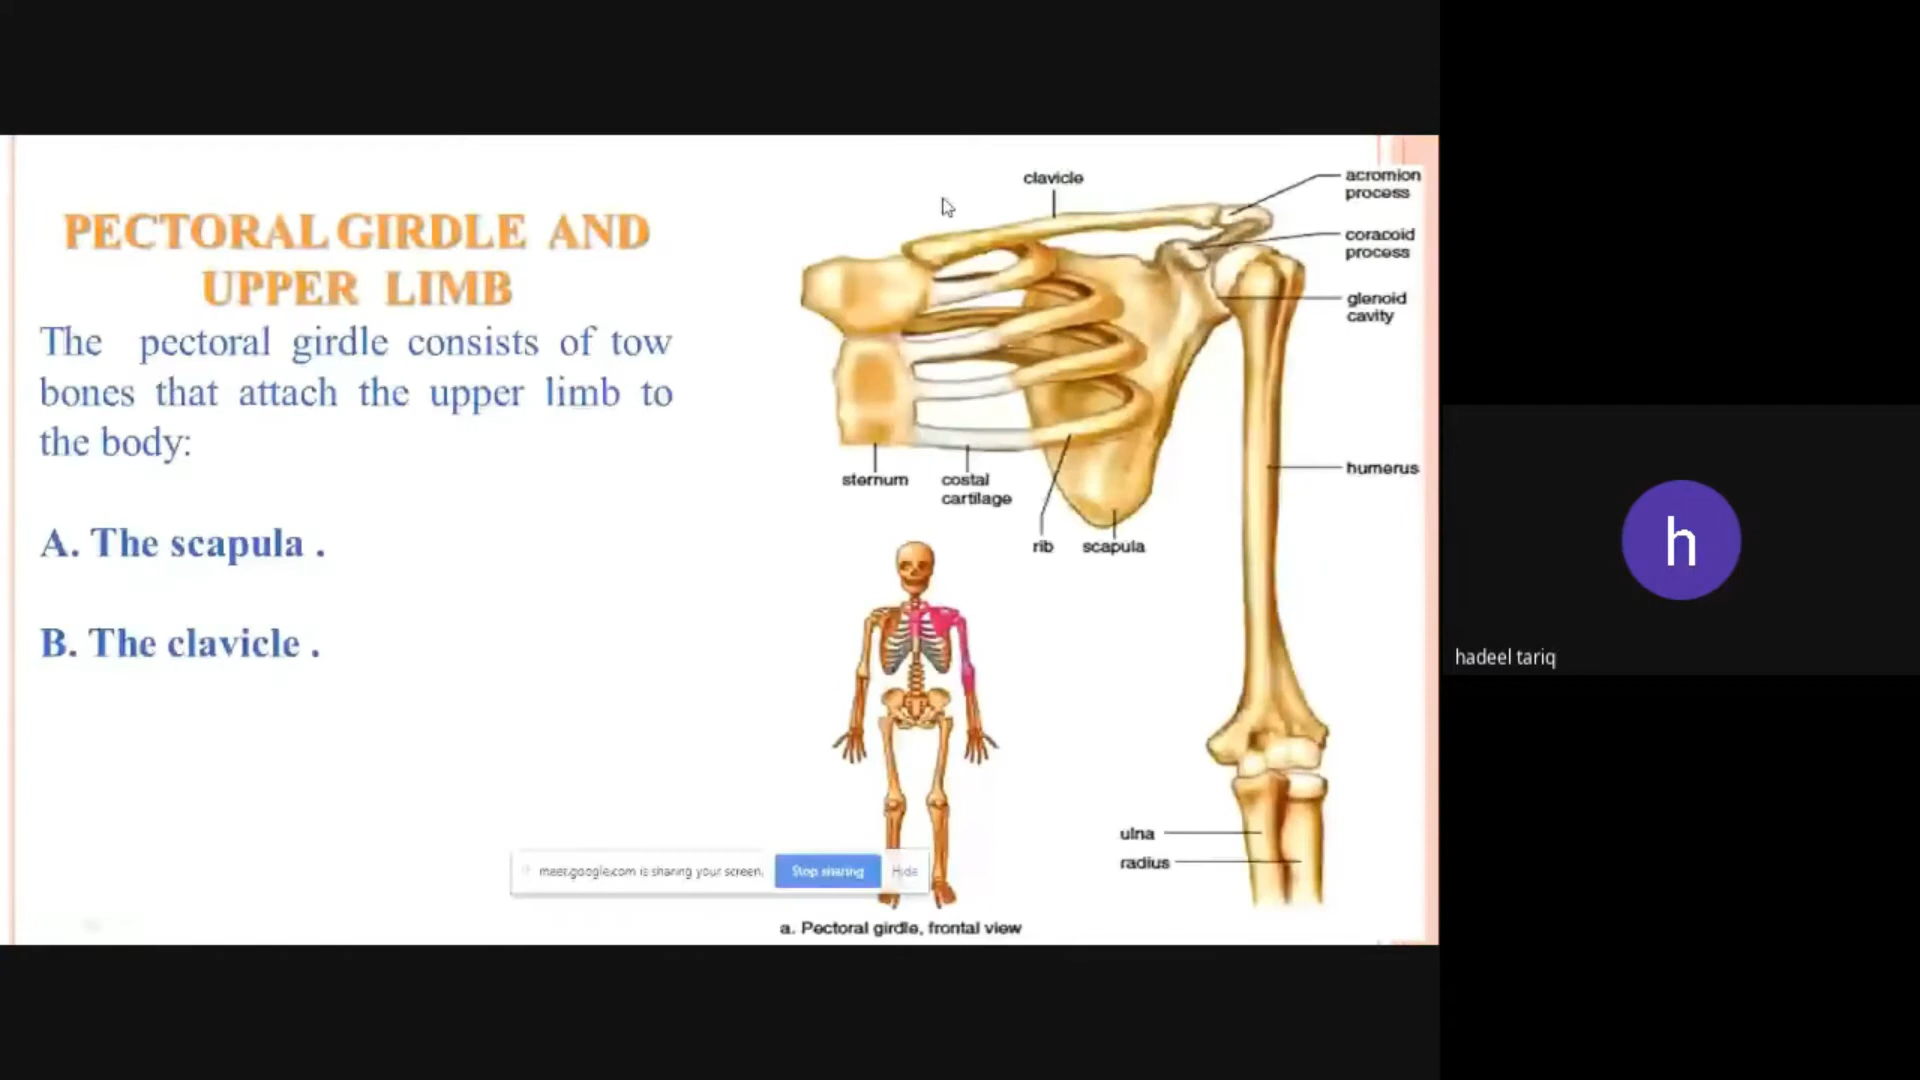 PECTORAL GIRDLE AND
UPPER LIMB
The pectoral girdle consists of tow
bones that attach the upper limb to
the body:
A. The scapula .
B. The clavicle .
clavicle
acromion
process
coracoid
process
glenoid
cavity
humerus
sternum
costal
cartilage
rib
scapula
ulna
radius
a. Pectoral girdle, frontal view
meet.google.com is sharing your screen.
Stop sharing
Hide
h
hadeel tariq